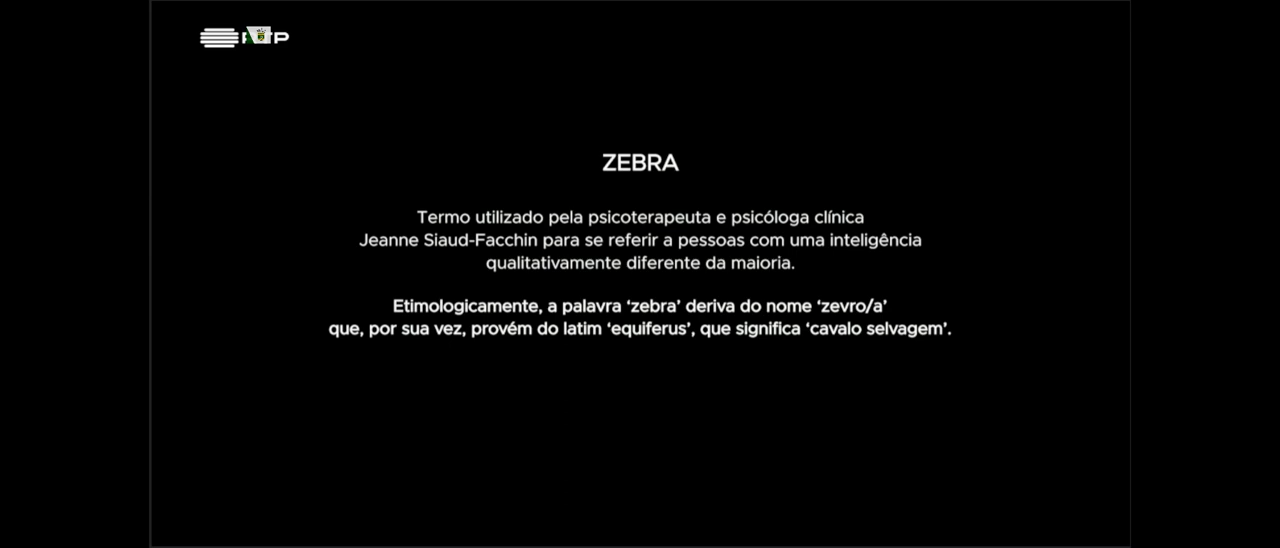 RTP
ZEBRA
Termo utilizado pela psicoterapeuta e psicóloga clínica
Jeanne Siaud-Facchin para se referir a pessoas com uma inteligência
qualitativamente diferente da maioria.
Etimologicamente, a palavra ‘zebra’ deriva do nome ‘zevro/a’
que, por sua vez, provém do latim ‘equiferus’, que significa ‘cavalo selvagem’.